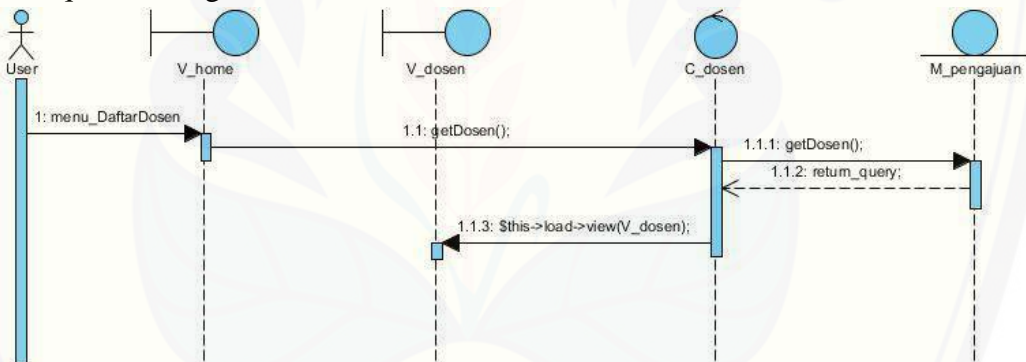 User
V_home
V_dosen
C_dosen
M_pengajuan
1: menu_DaftarDosen
1.1: getDosen();
1.1.1: getDosen();
1.1.2: return_query;
1.1.3: $this->load->view(V_dosen);